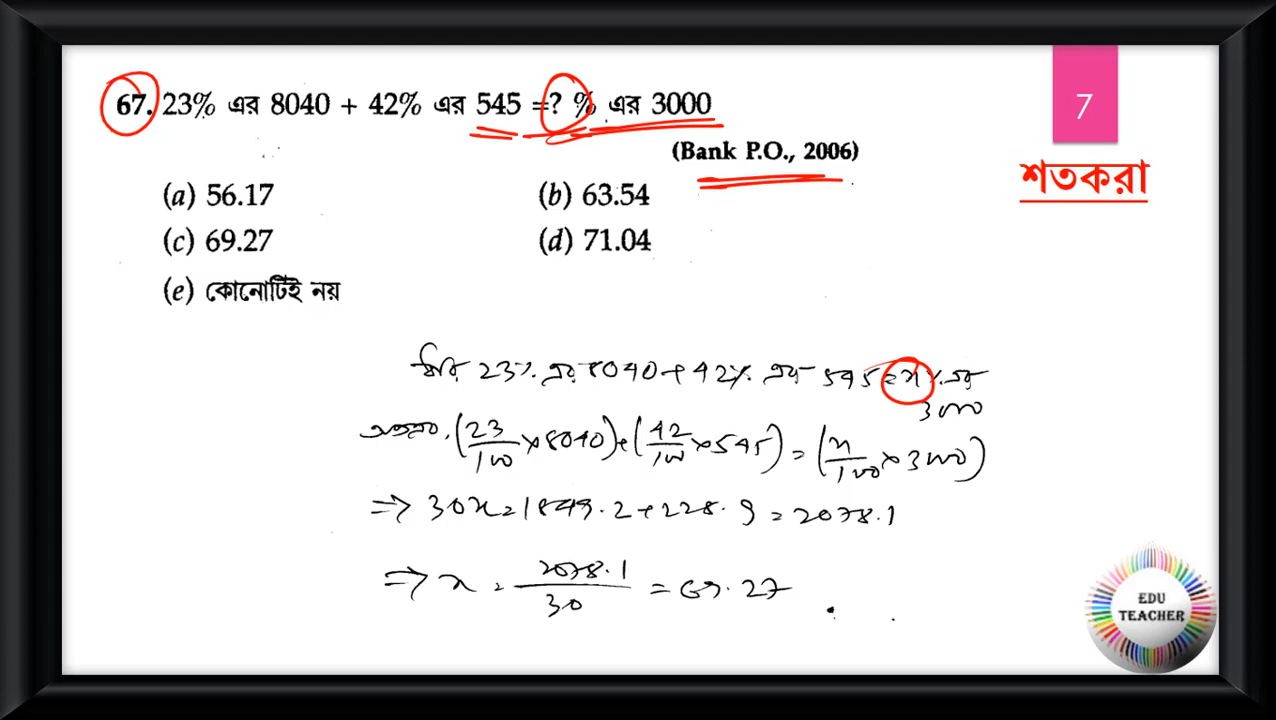 67. 23% এর 8040 + 42% এর 545 =? % এর 3000
(Bank P.O., 2006)
7
শতকরা
(a) 56.17 (b) 63.54
(c) 69.27 (d) 71.04
(e) কোনোটিই নয়
ধরি 23% এর 8040 + 42% এর 545 = x% এর
3000
অতএব, (23/100 × 8040) + (42/100 × 545) = (x/100 × 3000)
⇒ 30x = 1849.2 + 228.9 = 2078.1
⇒ x = 2078.1/30 = 69.27
EDU
TEACHER